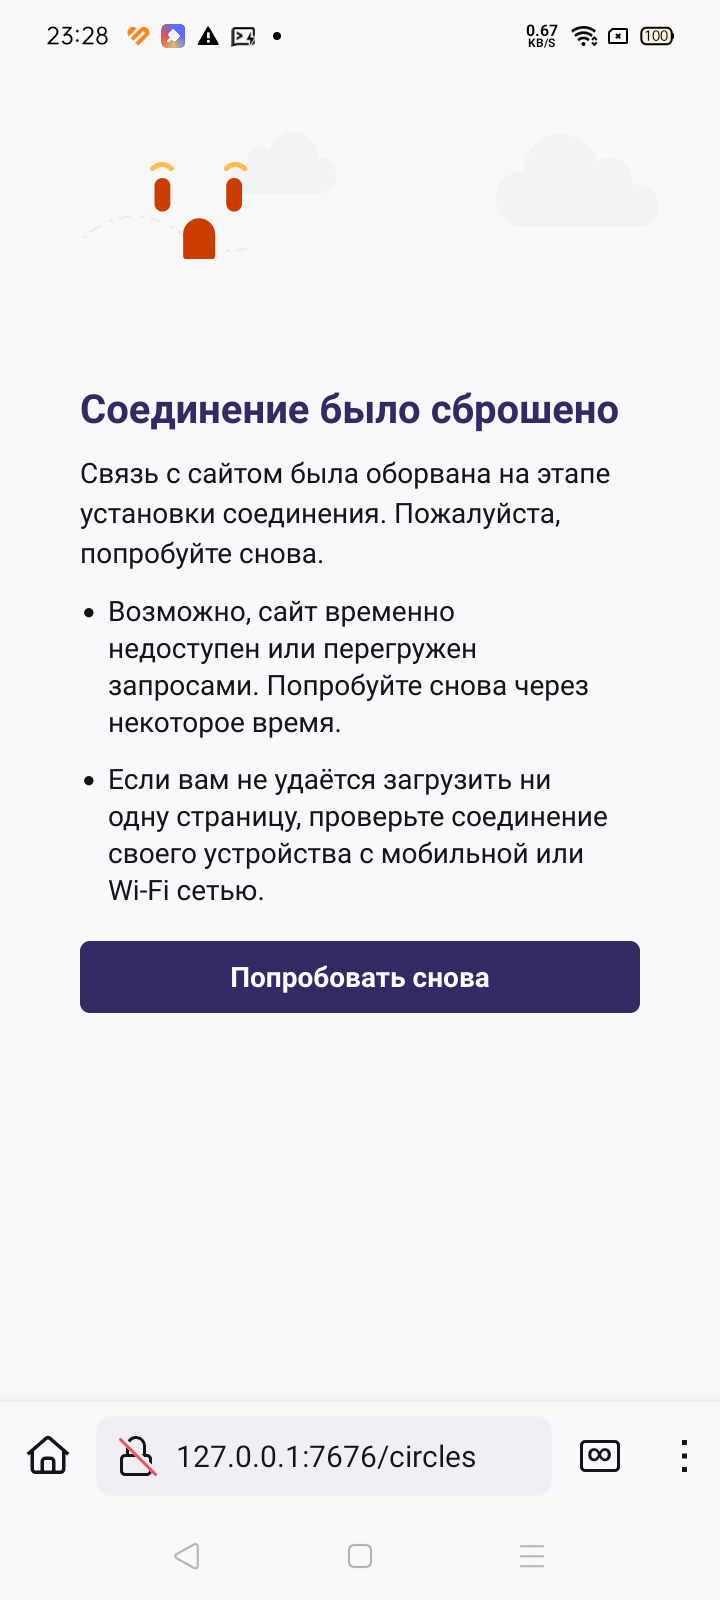 23:28
0.67
KB/S
100
Соединение было сброшено
Связь с сайтом была оборвана на этапе
установки соединения. Пожалуйста,
попробуйте снова.
• Возможно, сайт временно
недоступен или перегружен
запросами. Попробуйте снова через
некоторое время.
• Если вам не удаётся загрузить ни
одну страницу, проверьте соединение
своего устройства с мобильной или
Wi-Fi сетью.
Попробовать снова
127.0.0.1:7676/circles